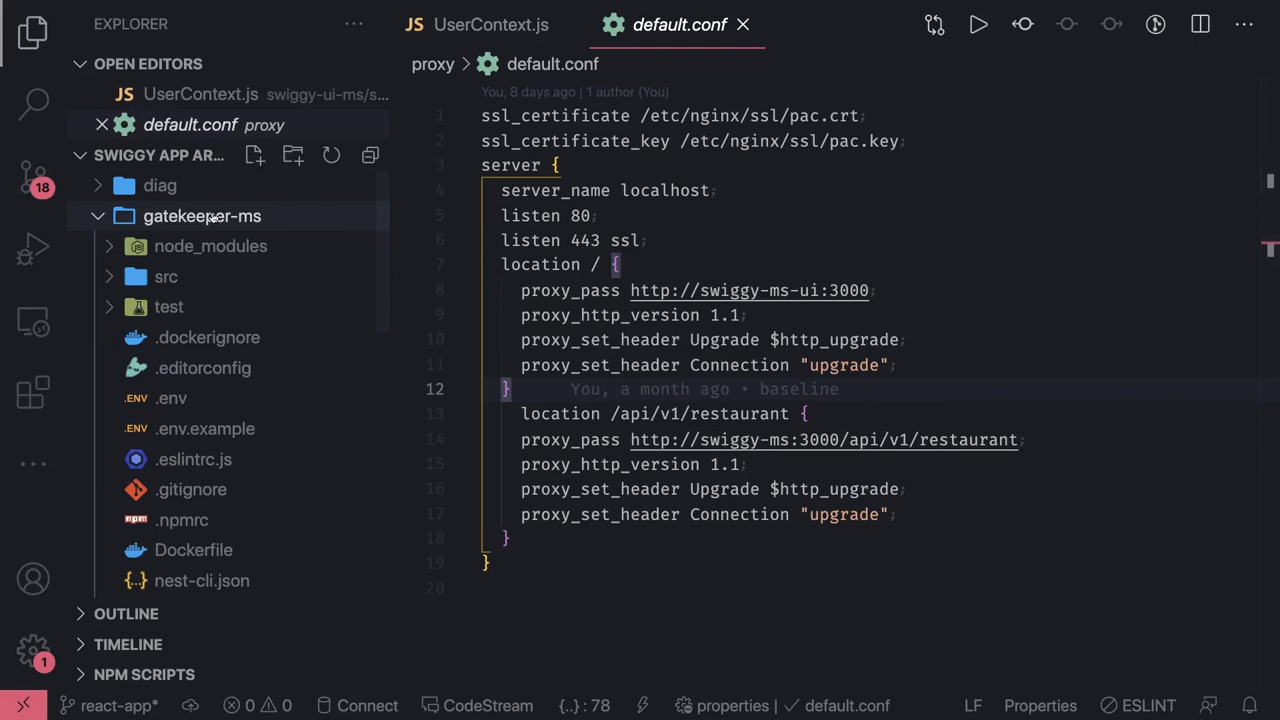 EXPLORER
OPEN EDITORS
JS UserContext.js swiggy-ui-ms/s...
default.conf proxy
SWIGGY APP AR...
diag
gatekeeper-ms
node_modules
src
test
.dockerignore
.editorconfig
.ENV .env
.ENV .env.example
.eslintrc.js
.gitignore
npm .npmrc
Dockerfile
{..} nest-cli.json
OUTLINE
TIMELINE
NPM SCRIPTS
18
1
JS UserContext.js
default.conf
proxy > default.conf
You, 8 days ago | 1 author (You)
1 ssl_certificate /etc/nginx/ssl/pac.crt;
2 ssl_certificate_key /etc/nginx/ssl/pac.key;
3 server {
4 server_name localhost;
5 listen 80;
6 listen 443 ssl;
7 location / {
8 proxy_pass http://swiggy-ms-ui:3000;
9 proxy_http_version 1.1;
10 proxy_set_header Upgrade $http_upgrade;
11 proxy_set_header Connection "upgrade";
12 } You, a month ago • baseline
13 location /api/v1/restaurant {
14 proxy_pass http://swiggy-ms:3000/api/v1/restaurant;
15 proxy_http_version 1.1;
16 proxy_set_header Upgrade $http_upgrade;
17 proxy_set_header Connection "upgrade";
18 }
19 }
20
react-app* 0 0 Connect CodeStream {..} : 78 properties | ✓ default.conf LF Properties ESLINT